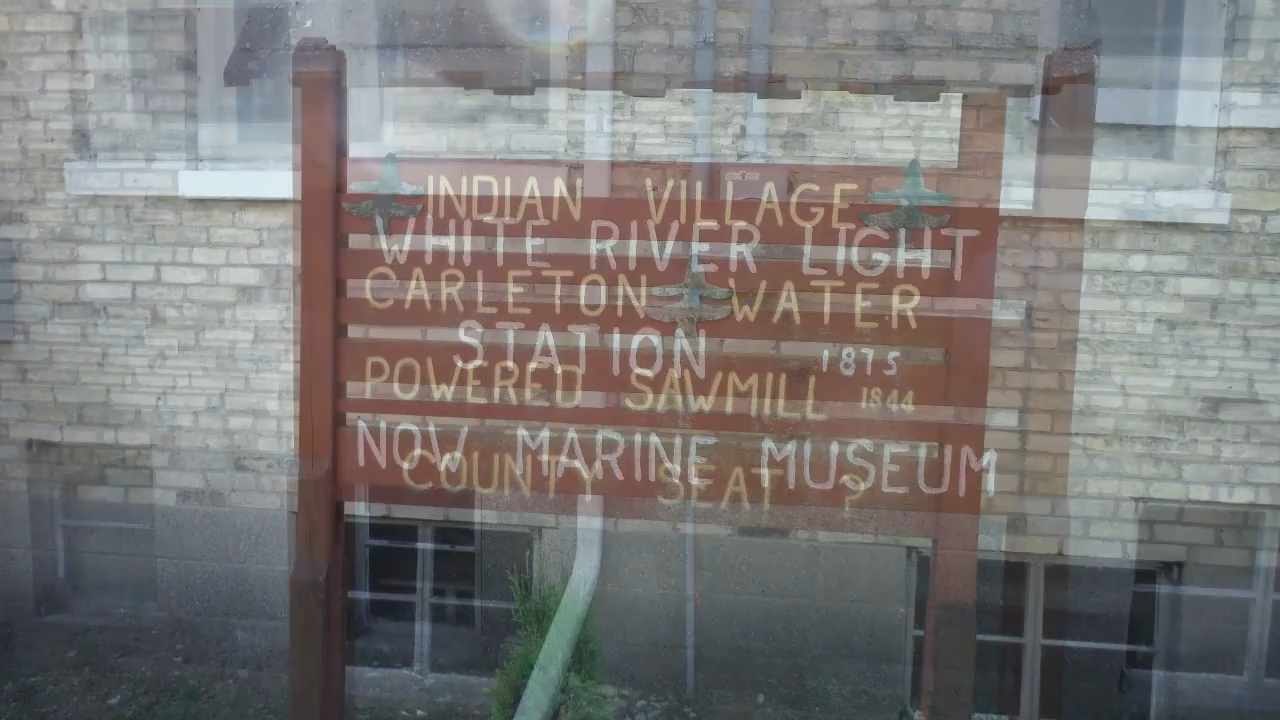 INDIAN VILLAGE
WHITE RIVER LIGHT
CARLETON WATER
STATION 1875
POWERED SAWMILL 1844
NOW MARINE MUSEUM
COUNTY SEAT ?